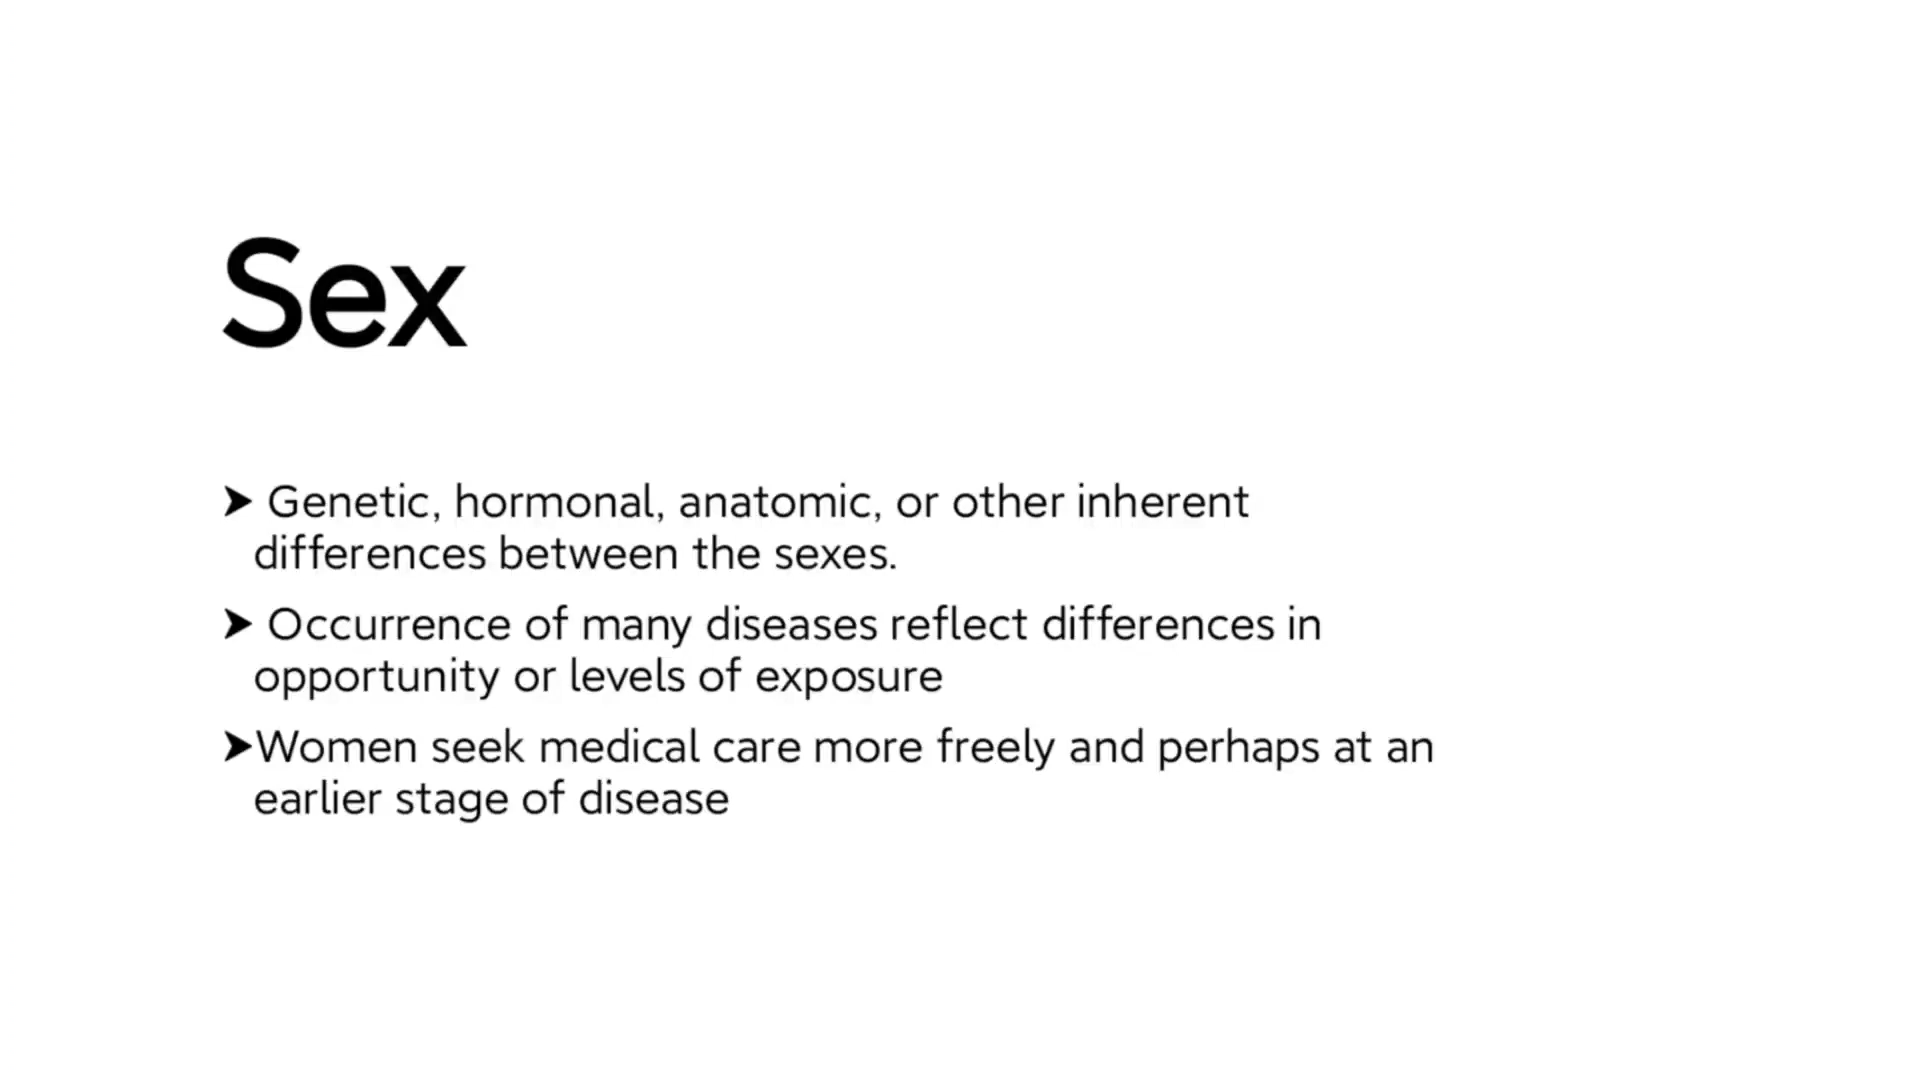 Sex
➤ Genetic, hormonal, anatomic, or other inherent
differences between the sexes.
➤ Occurrence of many diseases reflect differences in
opportunity or levels of exposure
➤Women seek medical care more freely and perhaps at an
earlier stage of disease